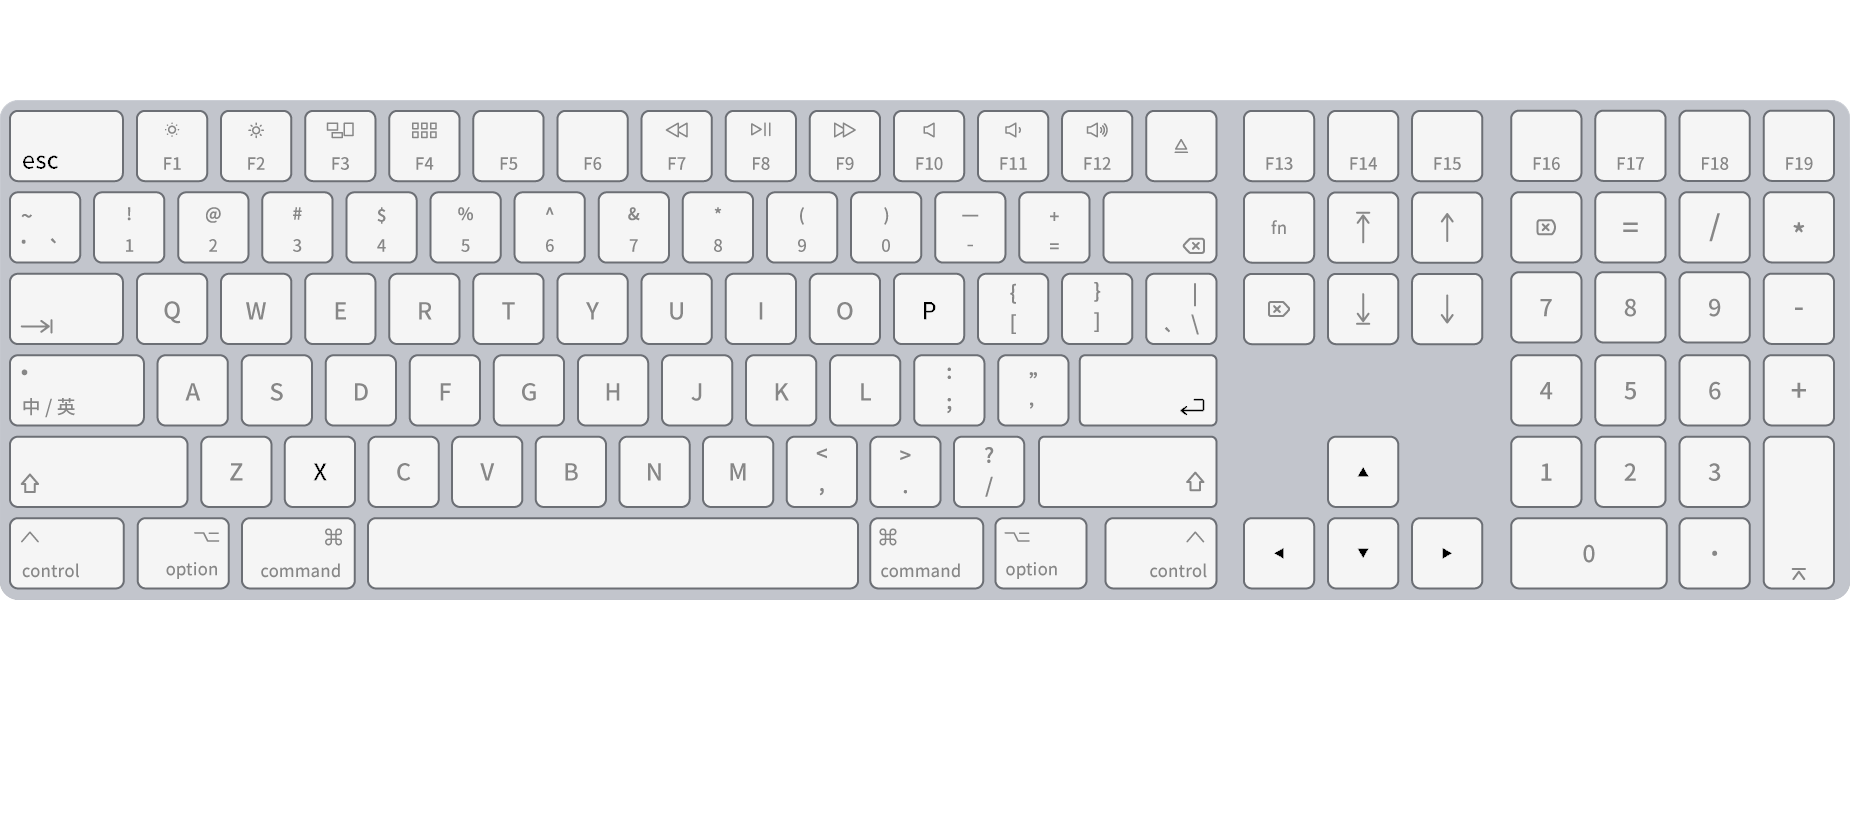 esc F1 F2 F3 F4 F5 F6 F7 F8 F9 F10 F11 F12 F13 F14 F15 F16 F17 F18 F19
~ ! @ # $ % ^ & * ( ) — +
· 、 1 2 3 4 5 6 7 8 9 0 - = fn = / *
Q W E R T Y U I O P { [ } ] | 、 \ 7 8 9 -
中 / 英 A S D F G H J K L : ; ” , 4 5 6 +
Z X C V B N M < , > . ? / 1 2 3
control option command command option control 0 .